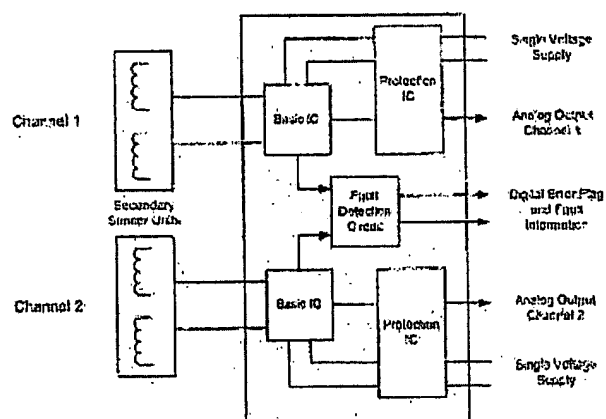 Channel 1
Secondary
Sensor Units
Channel 2
Basic IC
Protection
IC
Fault
Detection
Circuit
Basic IC
Protection
IC
Single Voltage
Supply
Analog Output
Channel 1
Digital Error Flag
and Fault
Information
Analog Output
Channel 2
Single Voltage
Supply